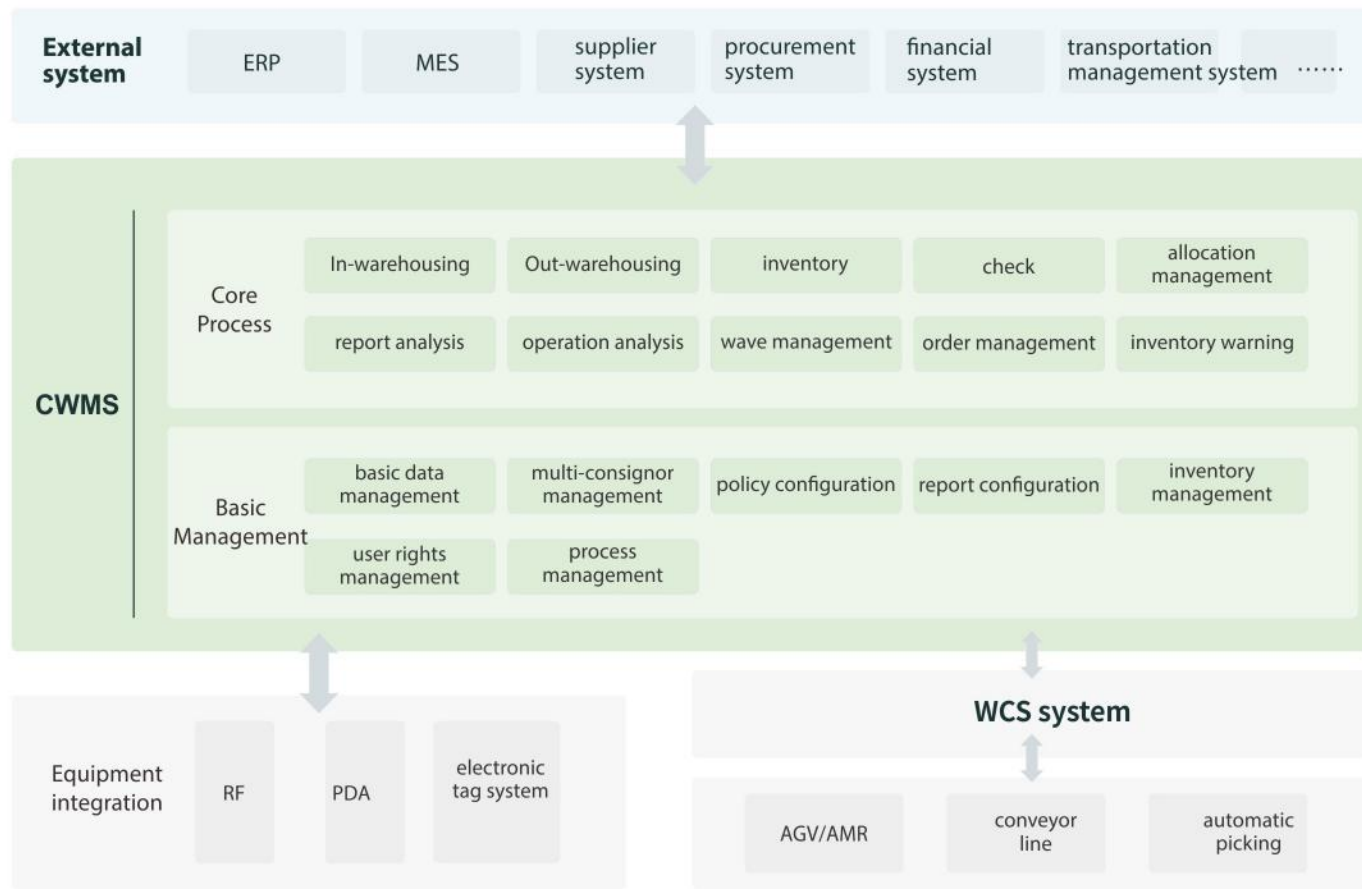 External
system
ERP
MES
supplier
system
procurement
system
financial
system
transportation
management system
......
CWMS
Core
Process
In-warehousing
Out-warehousing
inventory
check
allocation
management
report analysis
operation analysis
wave management
order management
inventory warning
Basic
Management
basic data
management
multi-consignor
management
policy configuration
report configuration
inventory
management
user rights
management
process
management
Equipment
integration
RF
PDA
electronic
tag system
WCS system
AGV/AMR
conveyor
line
automatic
picking